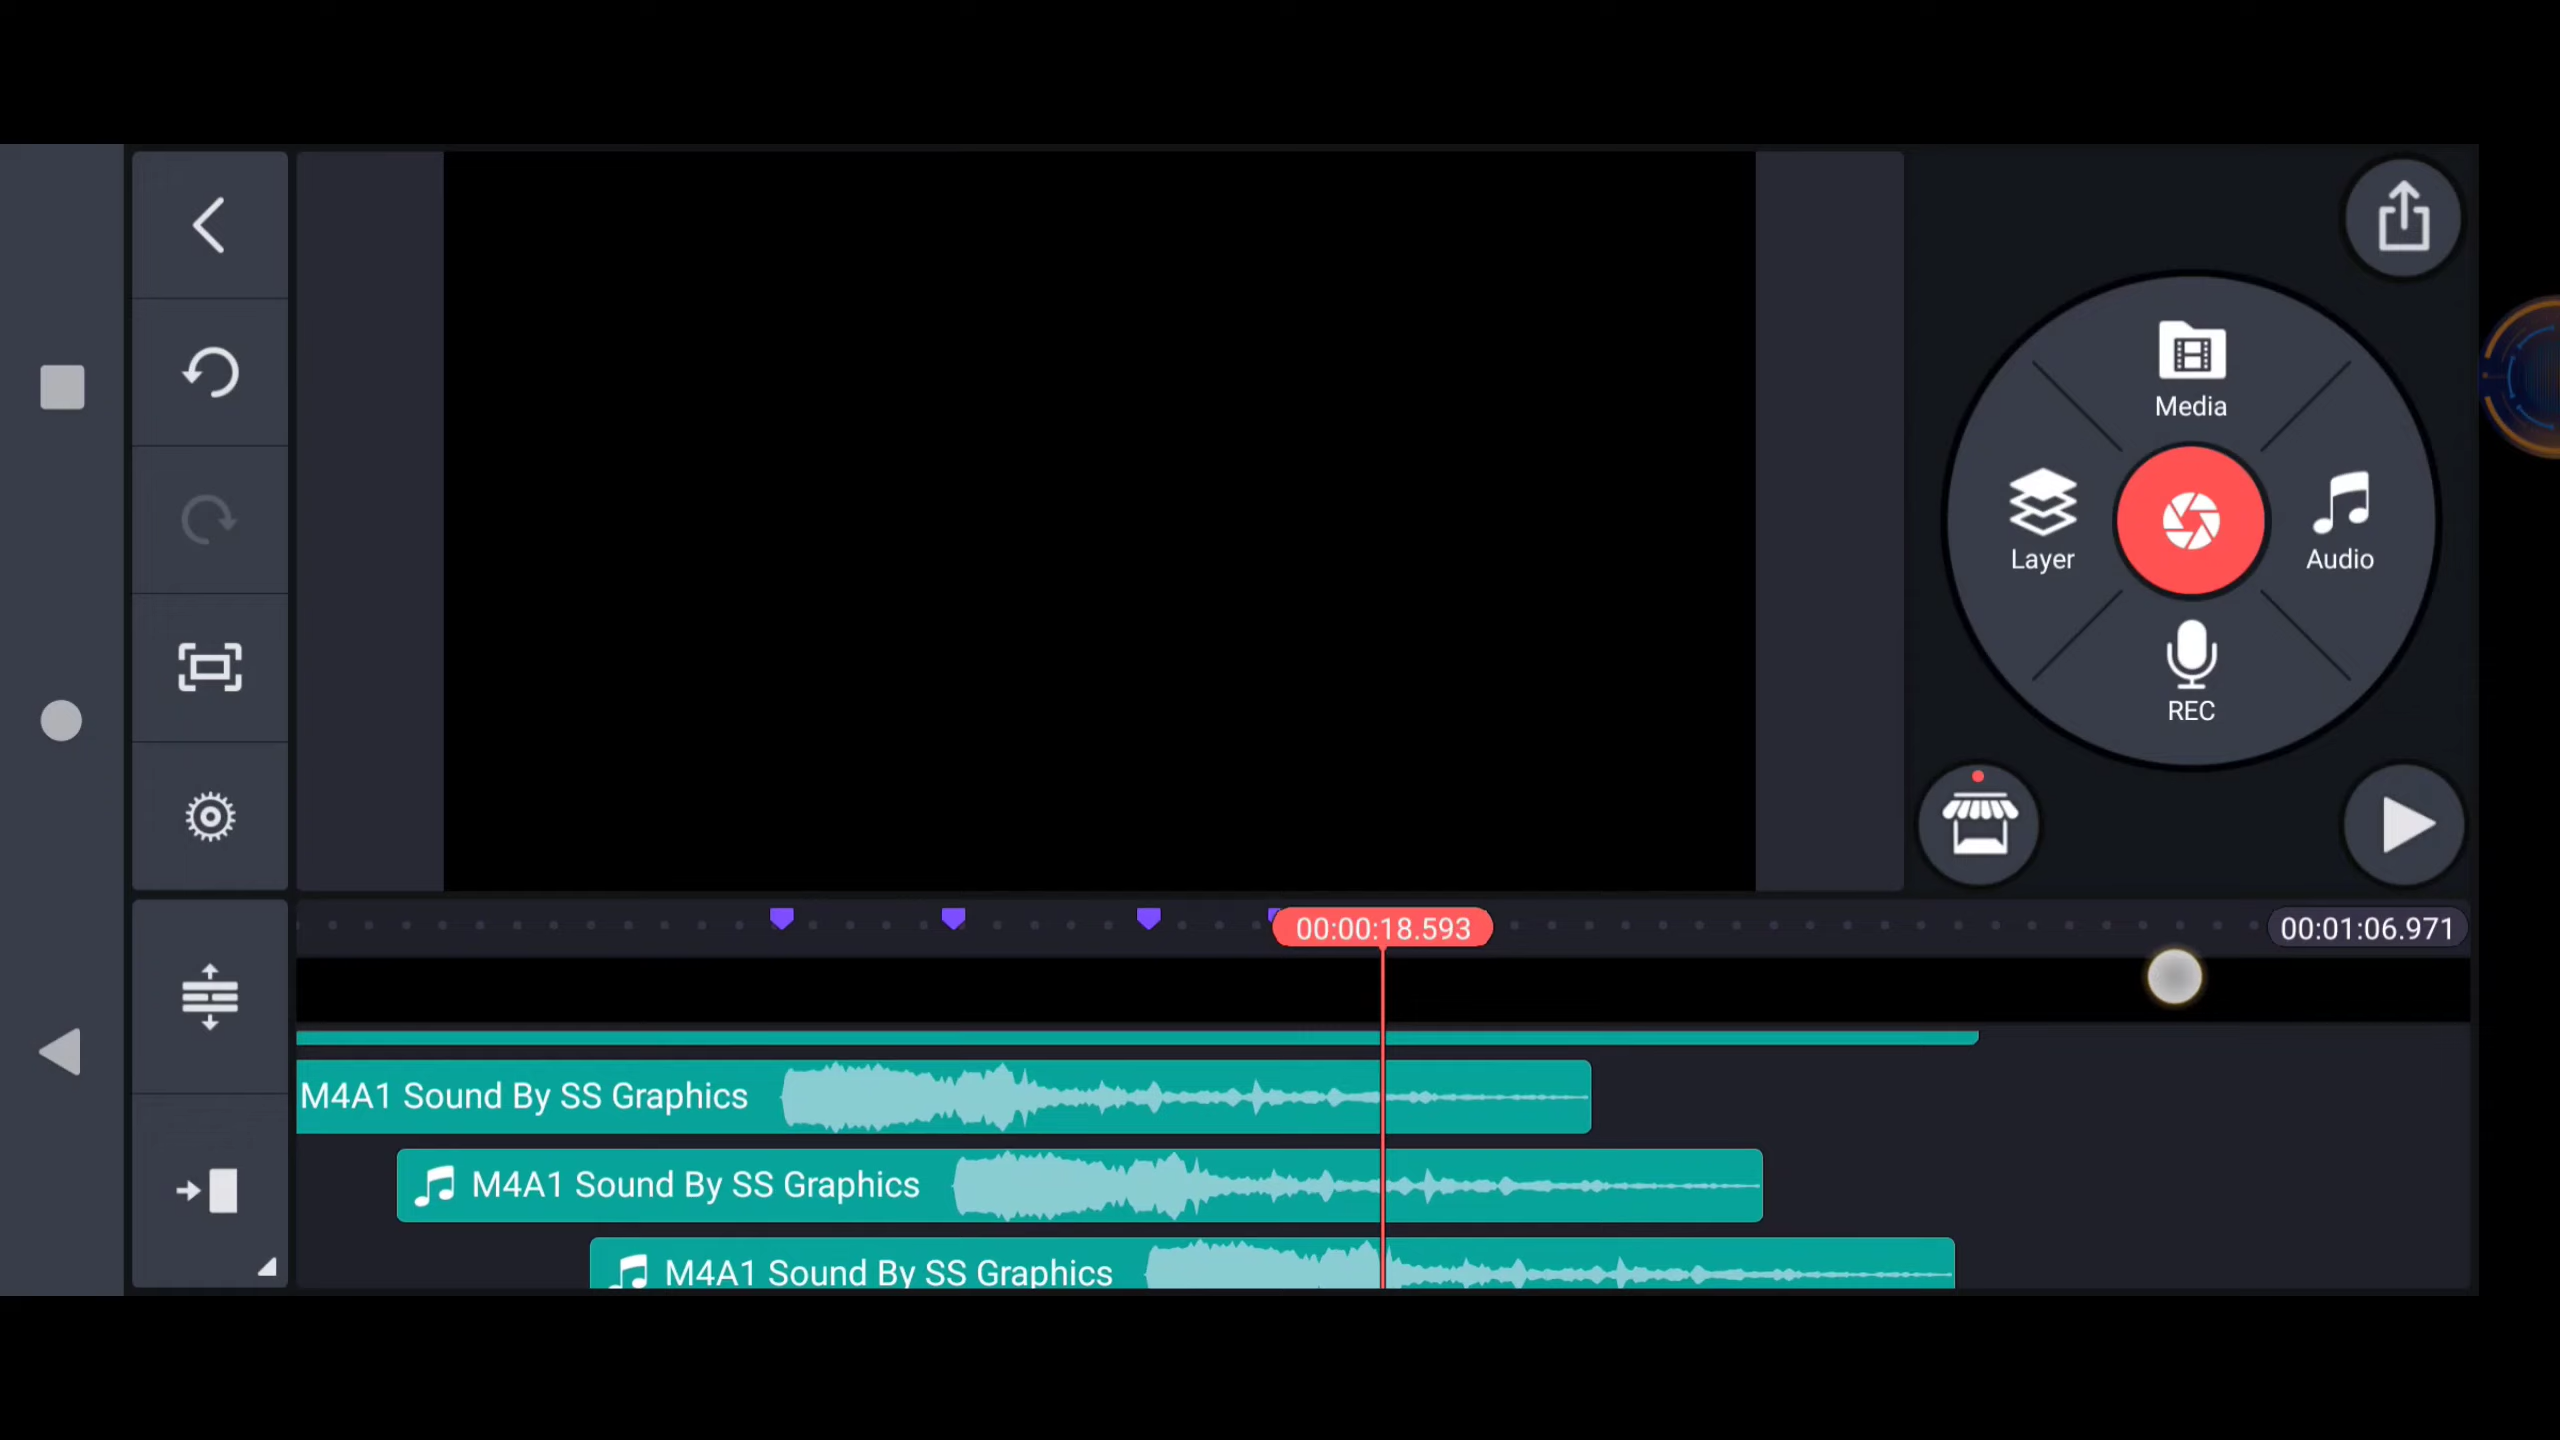 Media
Layer
Audio
REC
00:00:18.593
00:01:06.971
M4A1 Sound By SS Graphics
M4A1 Sound By SS Graphics
M4A1 Sound By SS Graphics